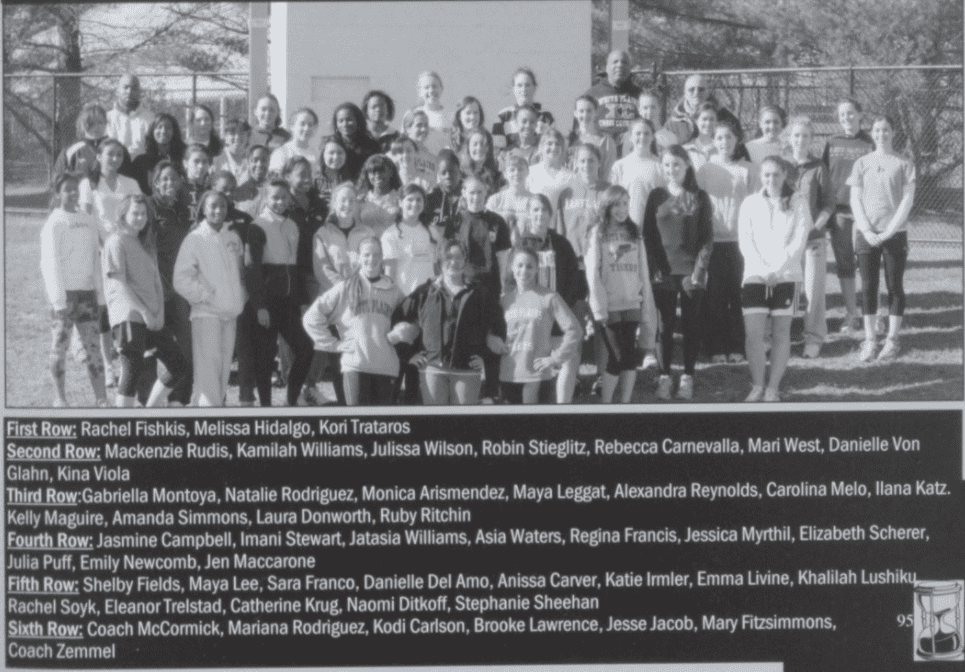 WHITE PLAINS
TIGERS
First Row: Rachel Fishkis, Melissa Hidalgo, Kori Trataros
Second Row: Mackenzie Rudis, Kamilah Williams, Julissa Wilson, Robin Stieglitz, Rebecca Carnevalla, Mari West, Danielle Von
Glahn, Kina Viola
Third Row:Gabriella Montoya, Natalie Rodriguez, Monica Arismendez, Maya Leggat, Alexandra Reynolds, Carolina Melo, Ilana Katz.
Kelly Maguire, Amanda Simmons, Laura Donworth, Ruby Ritchin
Fourth Row: Jasmine Campbell, Imani Stewart, Jatasia Williams, Asia Waters, Regina Francis, Jessica Myrthil, Elizabeth Scherer,
Julia Puff, Emily Newcomb, Jen Maccarone
Fifth Row: Shelby Fields, Maya Lee, Sara Franco, Danielle Del Amo, Anissa Carver, Katie Irmler, Emma Livine, Khalilah Lushiku
Rachel Soyk, Eleanor Trelstad, Catherine Krug, Naomi Ditkoff, Stephanie Sheehan
Sixth Row: Coach McCormick, Mariana Rodriguez, Kodi Carlson, Brooke Lawrence, Jesse Jacob, Mary Fitzsimmons,
Coach Zemmel
95